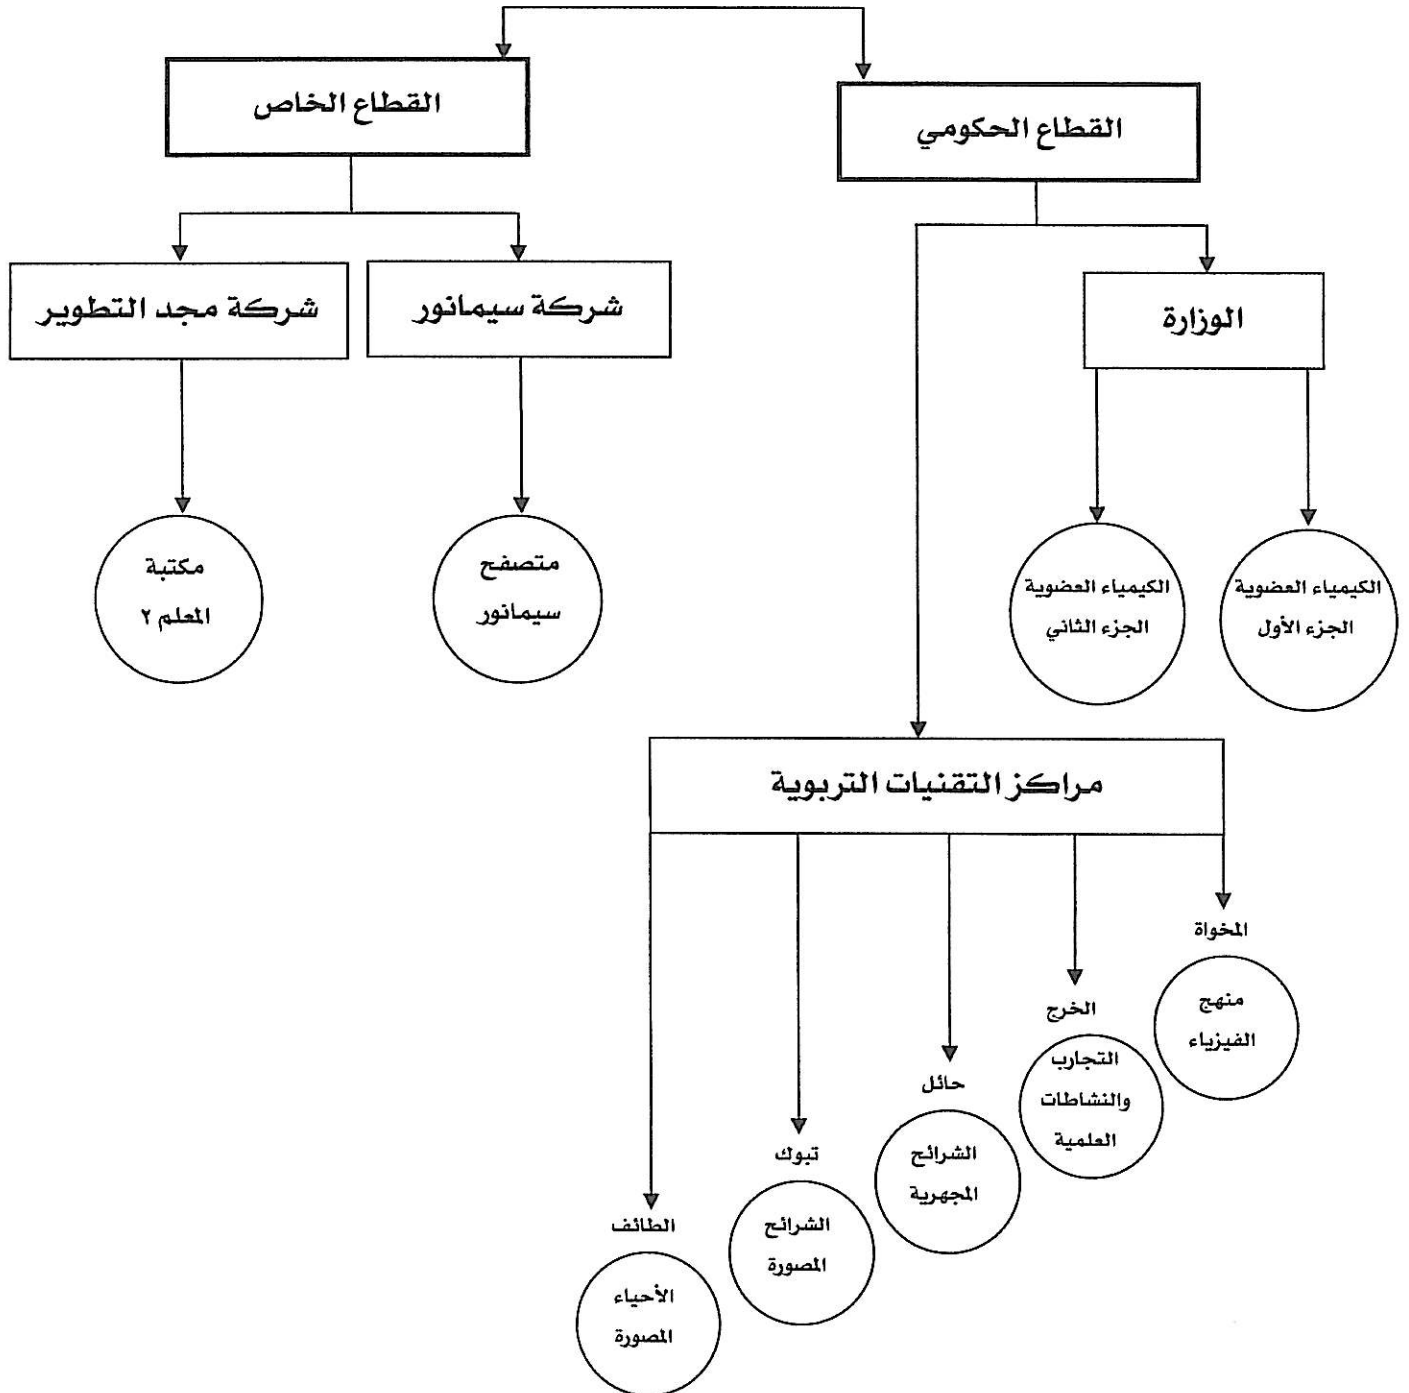 القطاع الحكومي
القطاع الخاص
الوزارة
شركة سيمانور
شركة مجد التطوير
الكيمياء العضوية
الجزء الأول
الكيمياء العضوية
الجزء الثاني
متصفح
سيمانور
مكتبة
المعلم ٢
مراكز التقنيات التربوية
المخواة
منهج
الفيزياء
الخرج
التجارب
والنشاطات
العلمية
حائل
الشرائح
المجهرية
تبوك
الشرائح
المصورة
الطائف
الأحياء
المصورة